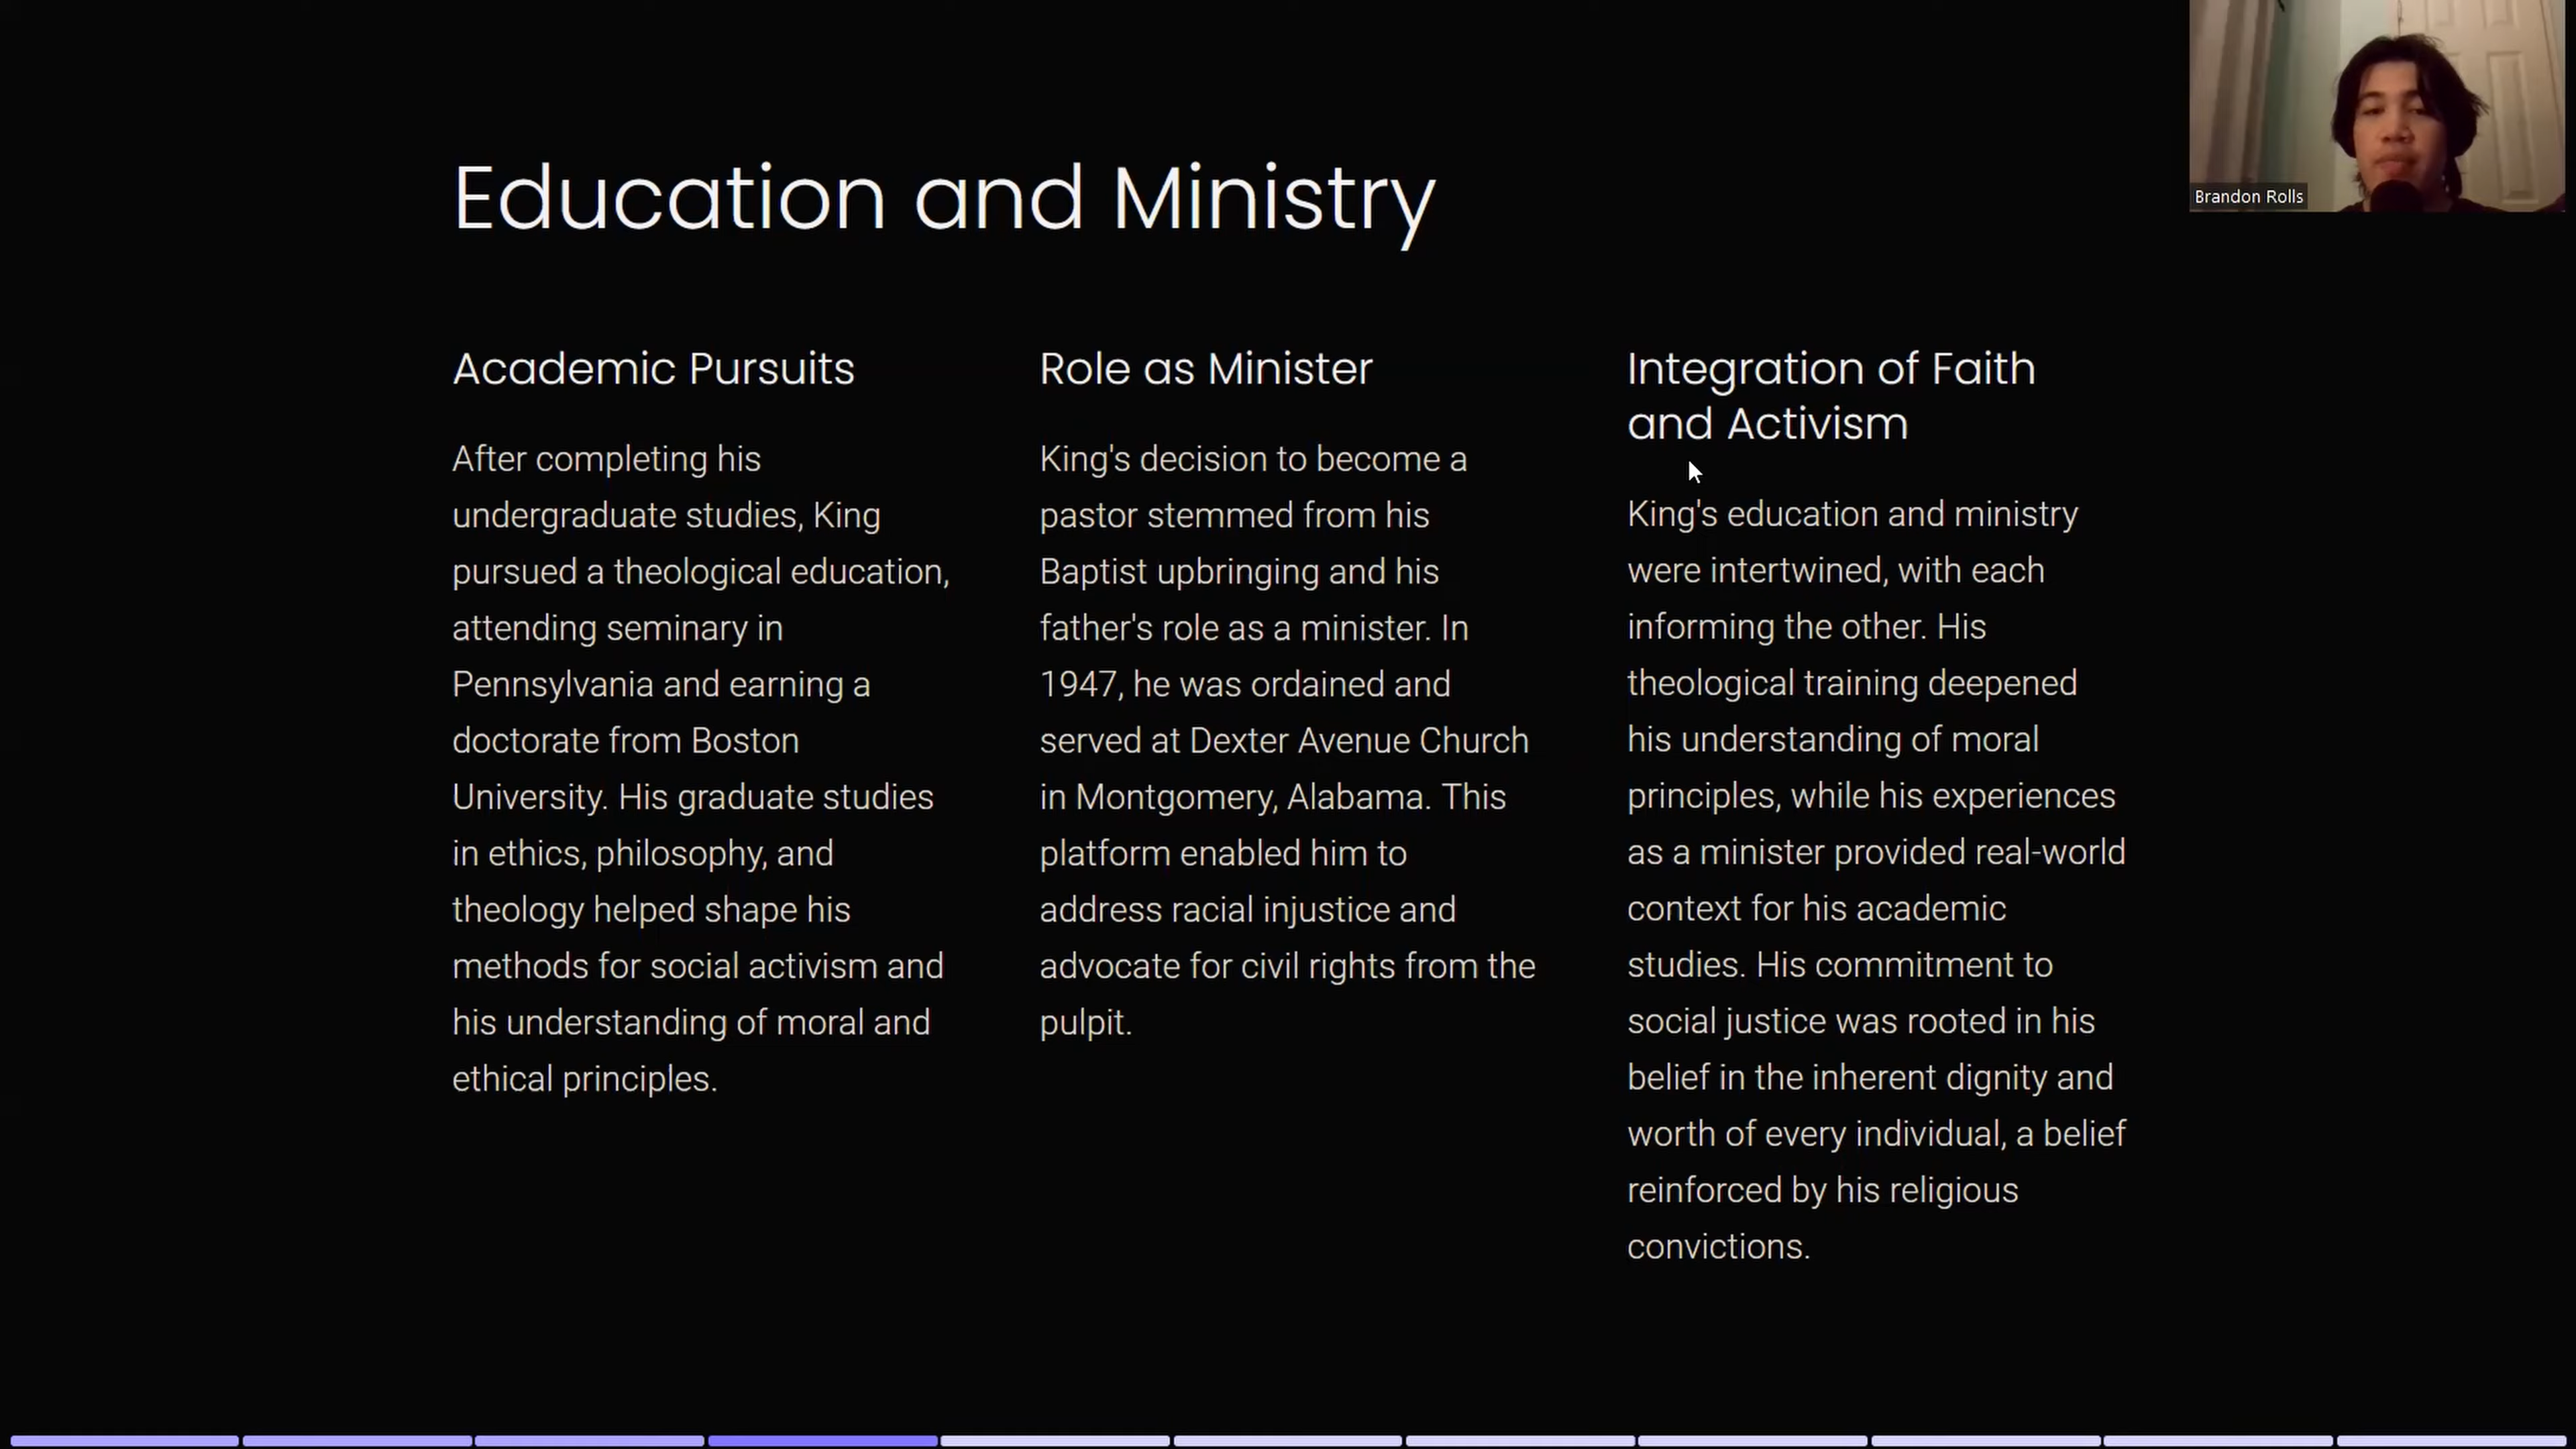 Education and Ministry
Brandon Rolls
Academic Pursuits
After completing his
undergraduate studies, King
pursued a theological education,
attending seminary in
Pennsylvania and earning a
doctorate from Boston
University. His graduate studies
in ethics, philosophy, and
theology helped shape his
methods for social activism and
his understanding of moral and
ethical principles.
Role as Minister
King's decision to become a
pastor stemmed from his
Baptist upbringing and his
father's role as a minister. In
1947, he was ordained and
served at Dexter Avenue Church
in Montgomery, Alabama. This
platform enabled him to
address racial injustice and
advocate for civil rights from the
pulpit.
Integration of Faith
and Activism
King's education and ministry
were intertwined, with each
informing the other. His
theological training deepened
his understanding of moral
principles, while his experiences
as a minister provided real-world
context for his academic
studies. His commitment to
social justice was rooted in his
belief in the inherent dignity and
worth of every individual, a belief
reinforced by his religious
convictions.